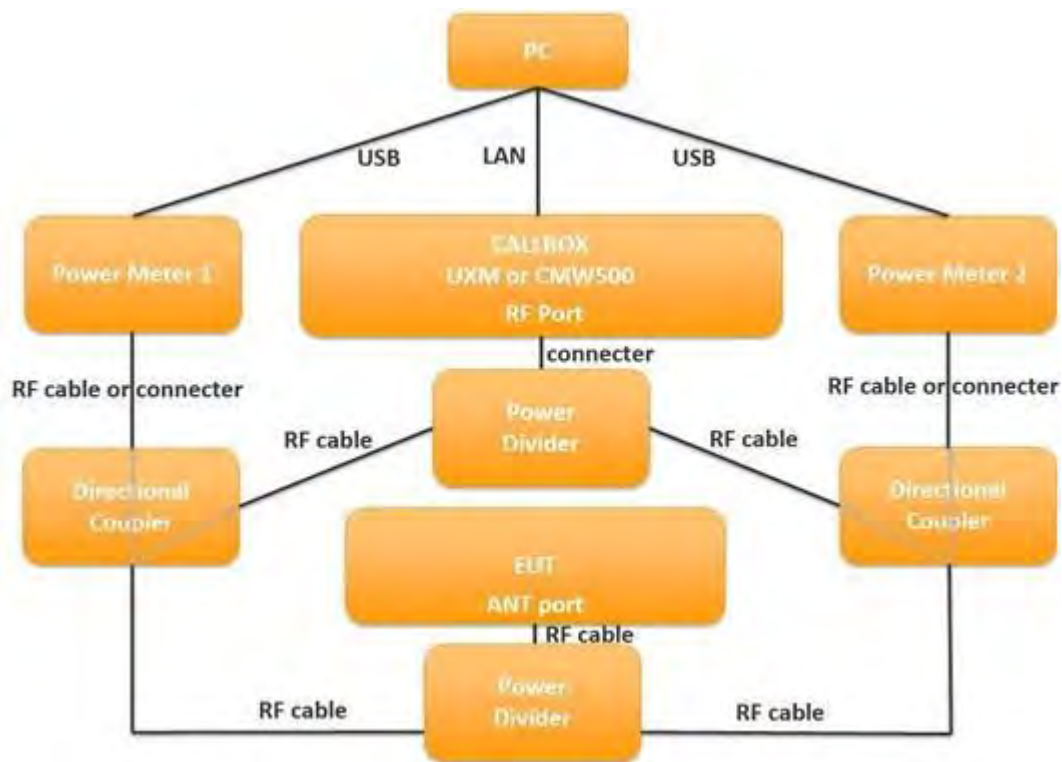 PC
USB
LAN
USB
Power Meter 1
CALLBOX
UXM or CMW500
RF Port
Power Meter 2
connecter
RF cable or connecter
RF cable or connecter
Power
Divider
RF cable
RF cable
Directional
Coupler
Directional
Coupler
EUT
ANT port
RF cable
Power
Divider
RF cable
RF cable